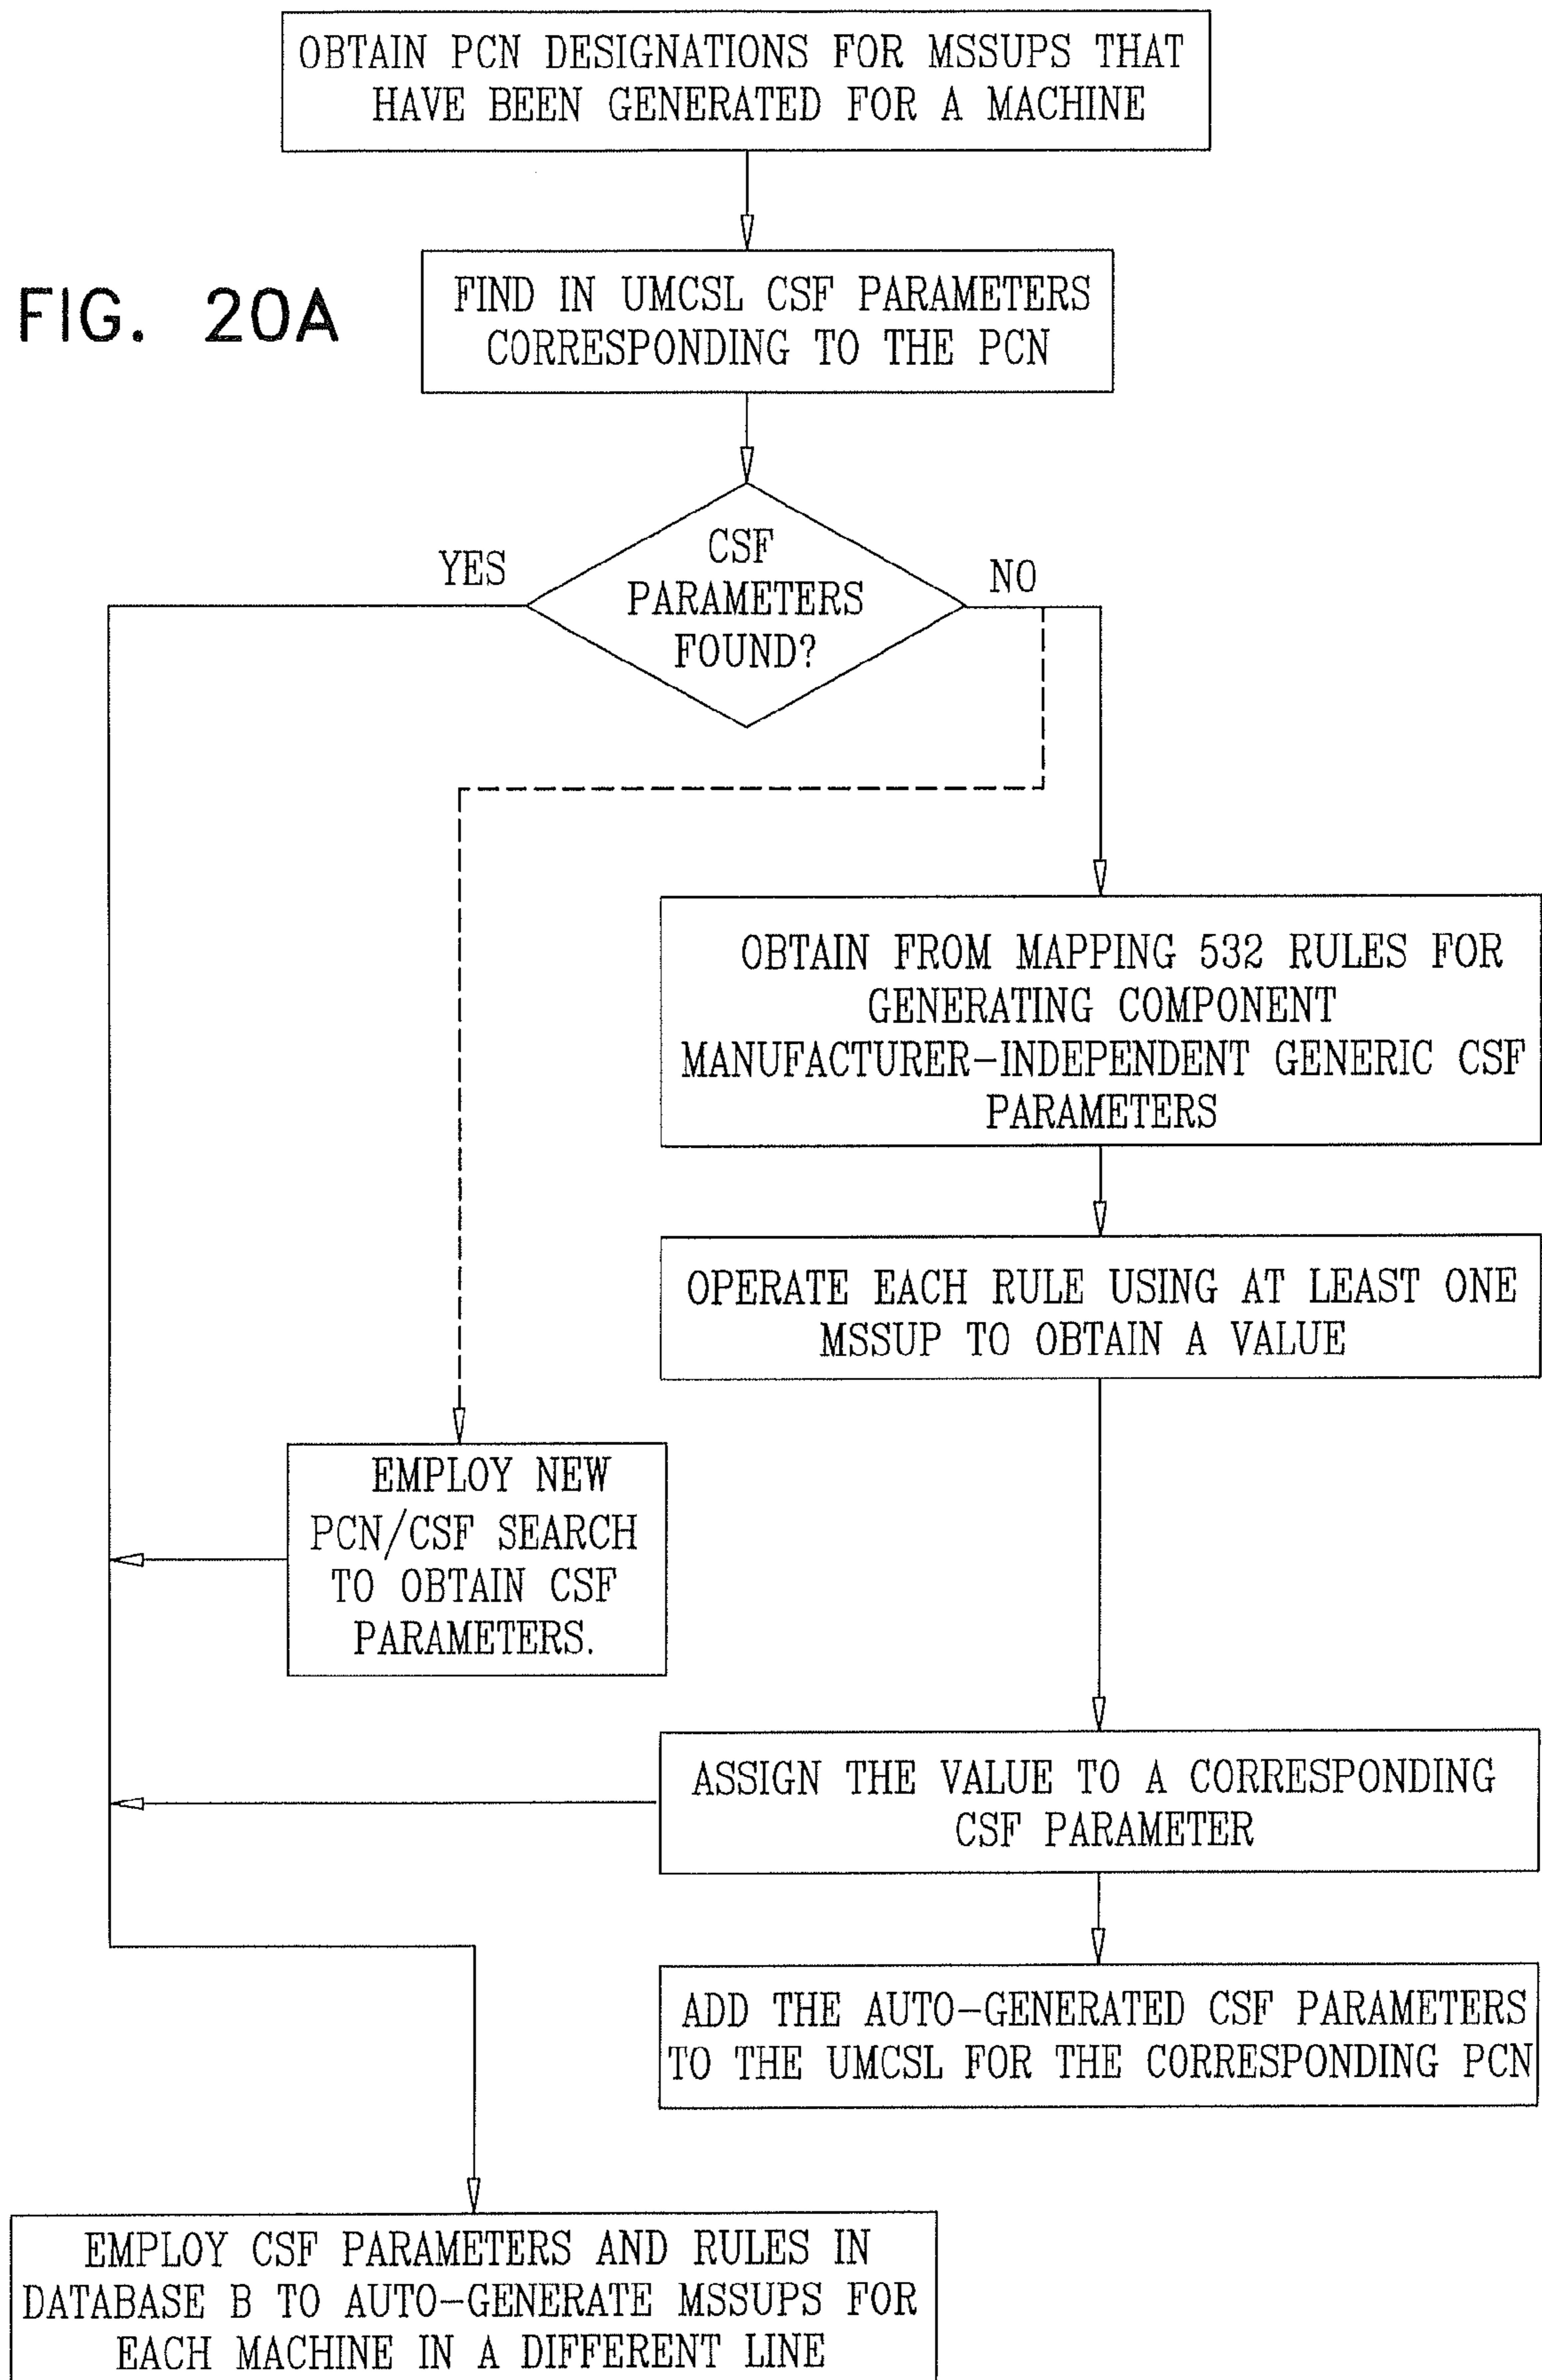 OBTAIN PCN DESIGNATIONS FOR MSSUPS THAT
HAVE BEEN GENERATED FOR A MACHINE
FIG. 20A
FIND IN UMCSL CSF PARAMETERS
CORRESPONDING TO THE PCN
YES
CSF
PARAMETERS
FOUND?
NO
OBTAIN FROM MAPPING 532 RULES FOR
GENERATING COMPONENT
MANUFACTURER-INDEPENDENT GENERIC CSF
PARAMETERS
OPERATE EACH RULE USING AT LEAST ONE
MSSUP TO OBTAIN A VALUE
EMPLOY NEW
PCN/CSF SEARCH
TO OBTAIN CSF
PARAMETERS.
ASSIGN THE VALUE TO A CORRESPONDING
CSF PARAMETER
ADD THE AUTO-GENERATED CSF PARAMETERS
TO THE UMCSL FOR THE CORRESPONDING PCN
EMPLOY CSF PARAMETERS AND RULES IN
DATABASE B TO AUTO-GENERATE MSSUPS FOR
EACH MACHINE IN A DIFFERENT LINE